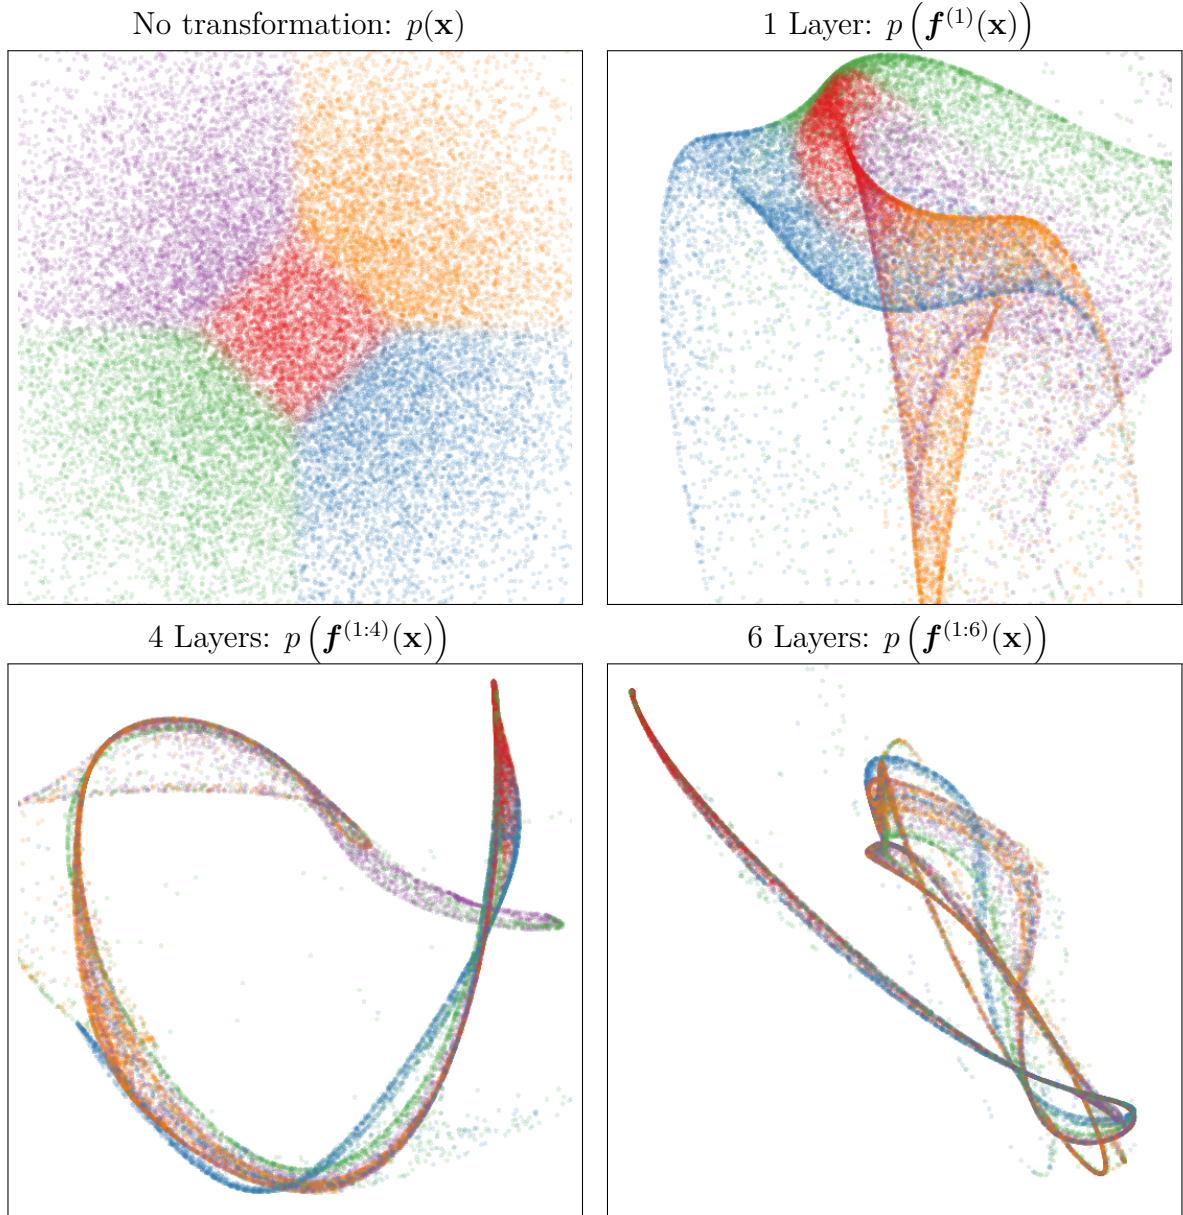 No transformation: p(x)
1 Layer: p(f^(1)(x))
4 Layers: p(f^(1:4)(x))
6 Layers: p(f^(1:6)(x))